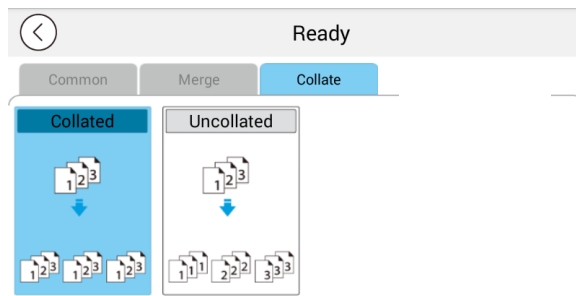 Ready
Common Merge Collate
Collated Uncollated
1 2 3 1 2 3
1 2 3 1 2 3 1 2 3 1 1 1 2 2 2 3 3 3